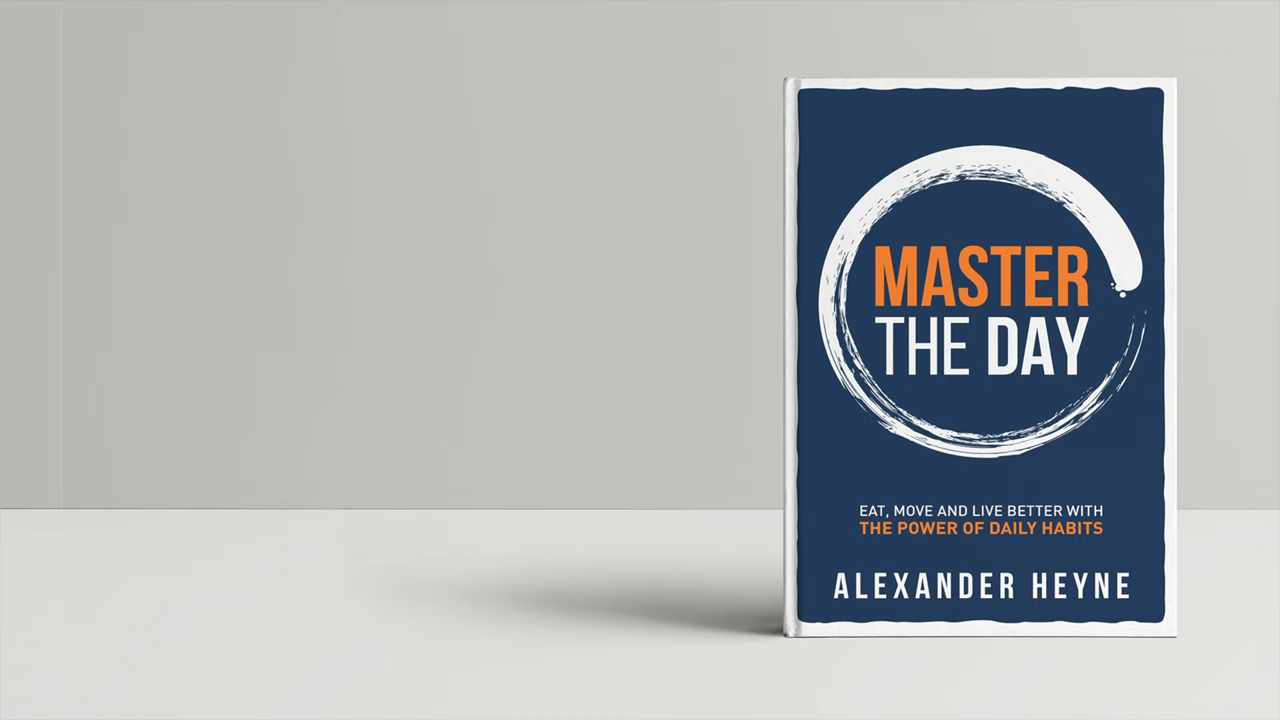 MASTER
THE DAY
EAT, MOVE AND LIVE BETTER WITH
THE POWER OF DAILY HABITS
ALEXANDER HEYNE